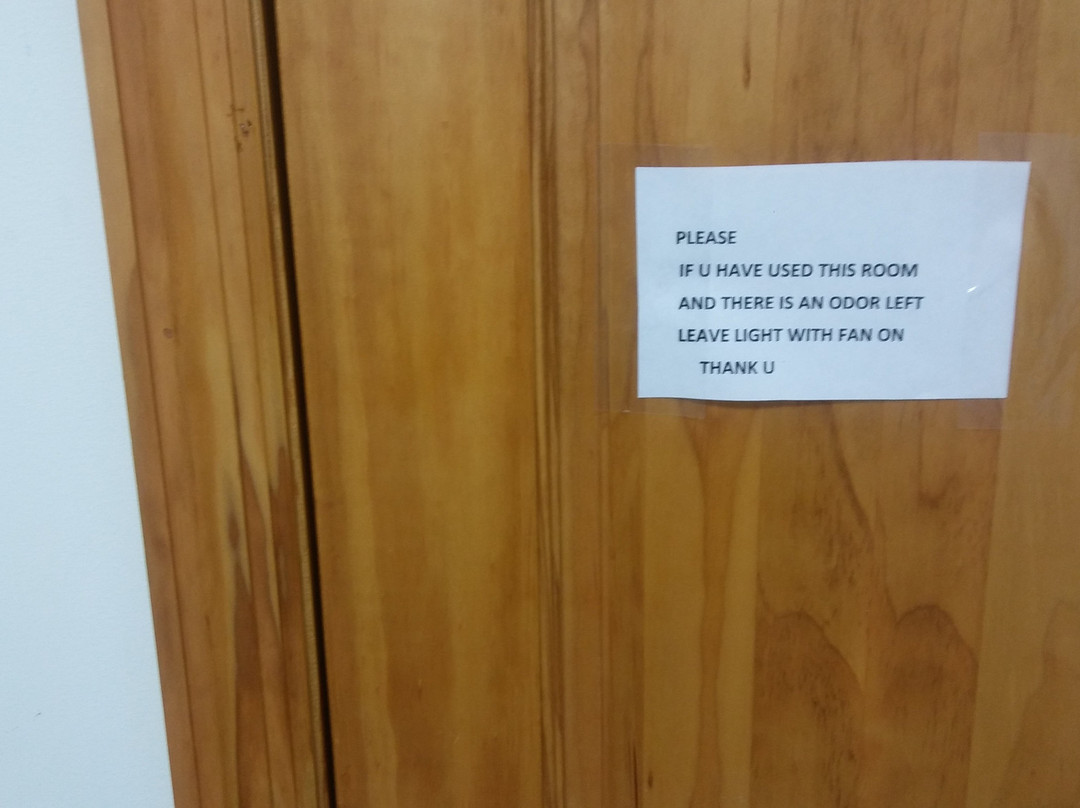 PLEASE
IF U HAVE USED THIS ROOM
AND THERE IS AN ODOR LEFT
LEAVE LIGHT WITH FAN ON
THANK U